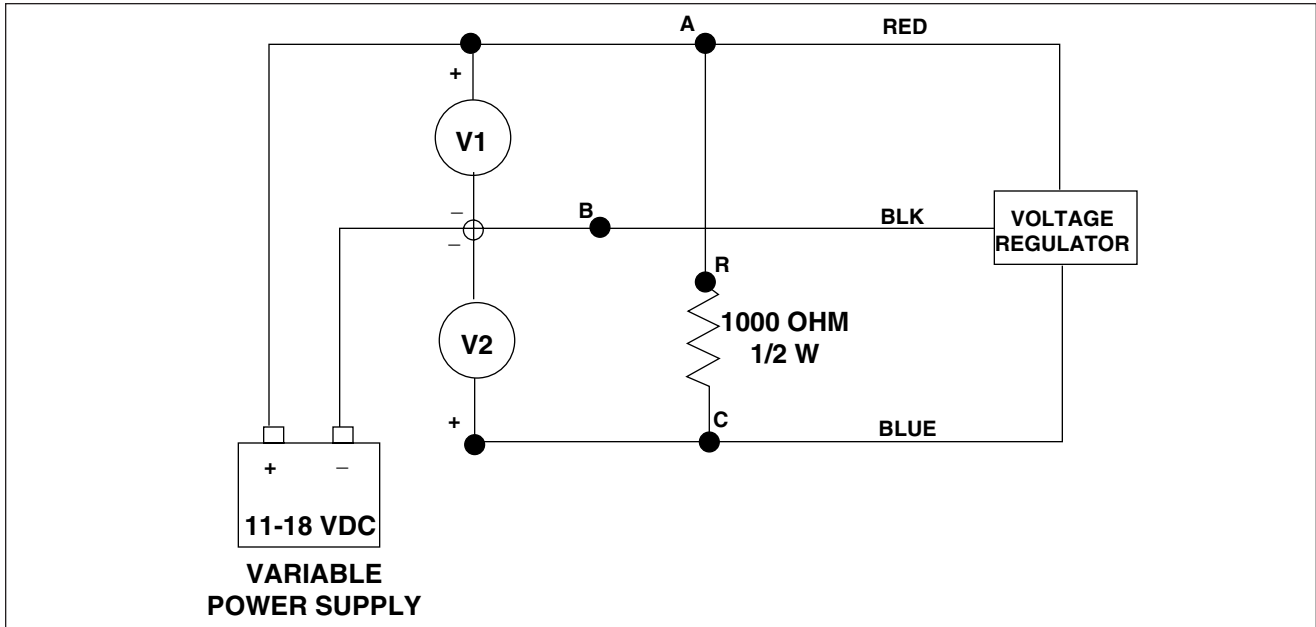 A
RED
+
V1
–
B
BLK
VOLTAGE
REGULATOR
–
R
1000 OHM
1/2 W
V2
+
C
BLUE
+ –
11-18 VDC
VARIABLE
POWER SUPPLY